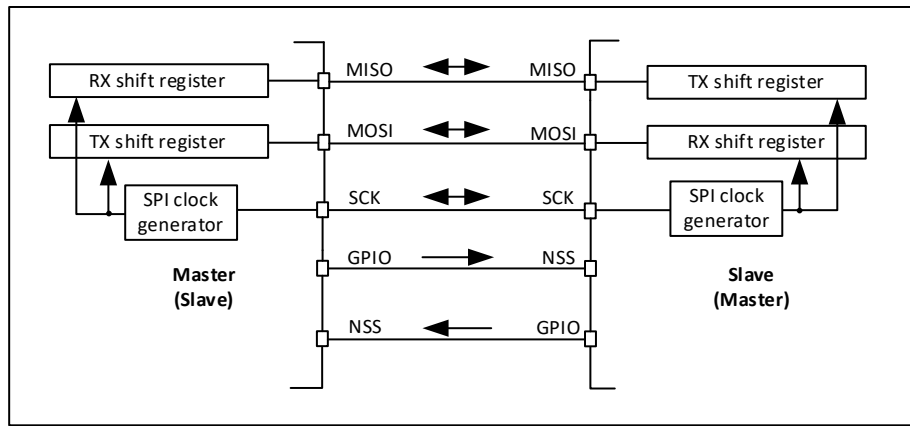 RX shift register
MISO
MISO
TX shift register
TX shift register
MOSI
MOSI
RX shift register
SPI clock
generator
SCK
SCK
SPI clock
generator
GPIO
NSS
Master
(Slave)
Slave
(Master)
NSS
GPIO